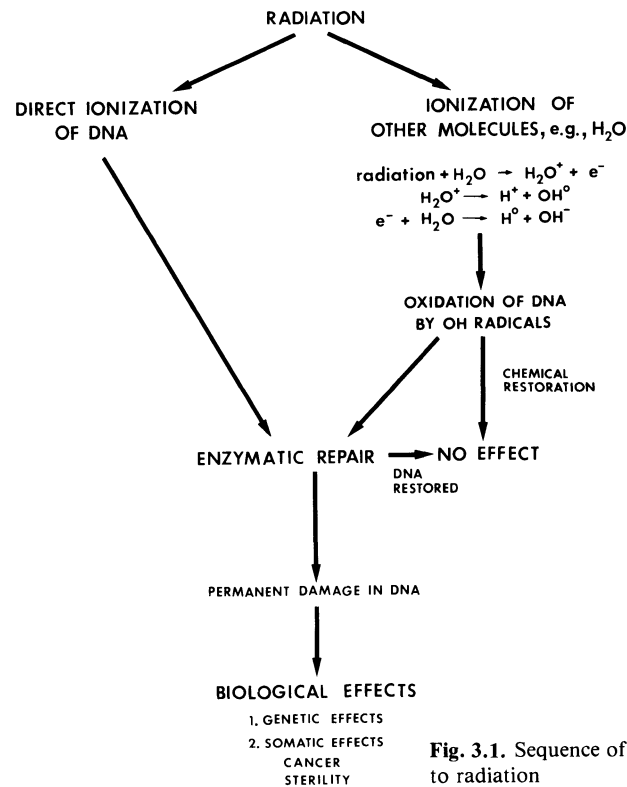 RADIATION
DIRECT IONIZATION
OF DNA
IONIZATION OF
OTHER MOLECULES, e.g., H₂O
radiation + H₂O → H₂O⁺ + e⁻
H₂O⁺ → H⁺ + OH⁰
e⁻ + H₂O → H⁰ + OH⁻
OXIDATION OF DNA
BY OH RADICALS
CHEMICAL
RESTORATION
ENZYMATIC REPAIR
NO EFFECT
DNA
RESTORED
PERMANENT DAMAGE IN DNA
BIOLOGICAL EFFECTS
1. GENETIC EFFECTS
2. SOMATIC EFFECTS
CANCER
STERILITY
Fig. 3.1. Sequence of
to radiation